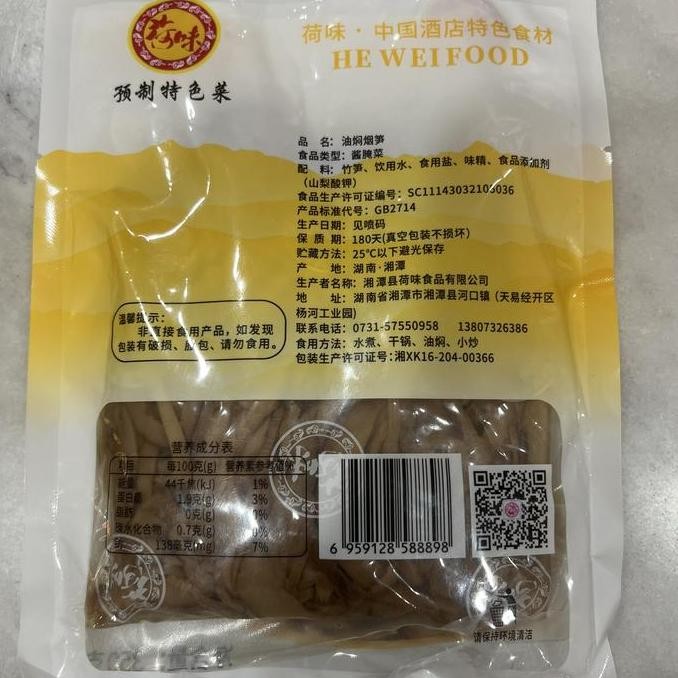 荷味
预制特色菜
荷味·中国酒店特色食材
HE WEI FOOD
品 名：油焖烟笋
食品类型：酱腌菜
配 料：竹笋、饮用水、食用盐、味精、食品添加剂
（山梨酸钾）
食品生产许可证编号：SC11143032103036
产品标准代号：GB2714
生产日期：见喷码
保 质 期：180天(真空包装不损坏)
贮藏方法：25℃以下避光保存
产 地：湖南·湘潭
生产者名称：湘潭县荷味食品有限公司
地 址：湖南省湘潭市湘潭县河口镇（天易经开区
杨河工业园）
联系电话：0731-57550958 13807326386
食用方法：水煮、干锅、油焖、小炒
包装生产许可证号:湘XK16-204-00366
温馨提示：
非直接食用产品，如发现
包装有破损、胀包、请勿食用。
营养成分表
项目 每100克(g) 营养素参考值%
能量 44千焦(kJ) 1%
蛋白质 1.9克(g) 3%
脂肪 0克(g) 0%
碳水化合物 0.7克(g) 0%
钠 138毫克(mg) 7%
6 959128 588898
请保持环境清洁